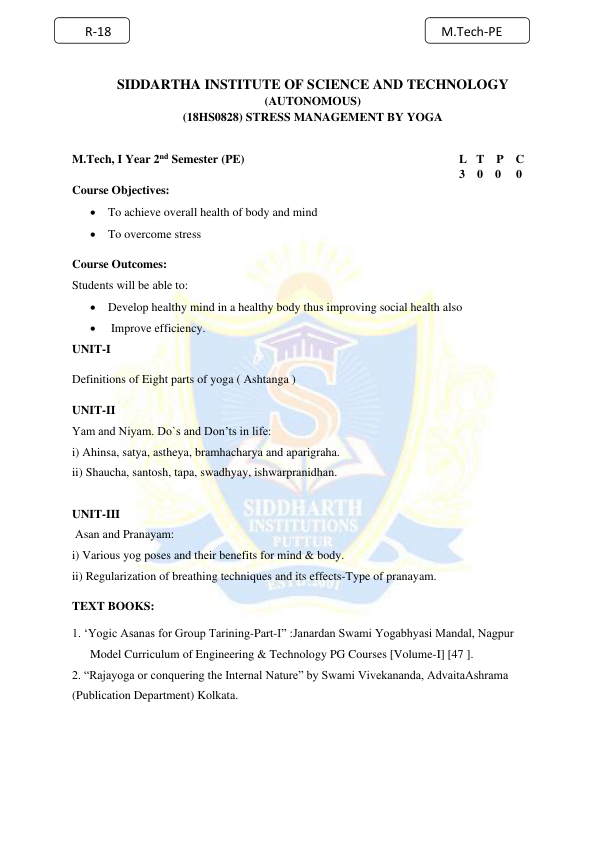 R-18
M.Tech-PE
SIDDARTHA INSTITUTE OF SCIENCE AND TECHNOLOGY
(AUTONOMOUS)
(18HS0828) STRESS MANAGEMENT BY YOGA
M.Tech, I Year 2nd Semester (PE) L T P C
3 0 0 0
Course Objectives:
• To achieve overall health of body and mind
• To overcome stress
Course Outcomes:
Students will be able to:
• Develop healthy mind in a healthy body thus improving social health also
• Improve efficiency.
UNIT-I
Definitions of Eight parts of yoga ( Ashtanga )
UNIT-II
Yam and Niyam. Do`s and Don’ts in life:
i) Ahinsa, satya, astheya, bramhacharya and aparigraha.
ii) Shaucha, santosh, tapa, swadhyay, ishwarpranidhan.
SIDDHARTH
INSTITUTIONS
PUTTUR
UNIT-III
Asan and Pranayam:
i) Various yog poses and their benefits for mind & body.
ii) Regularization of breathing techniques and its effects-Type of pranayam.
TEXT BOOKS:
1. ‘Yogic Asanas for Group Tarining-Part-I” :Janardan Swami Yogabhyasi Mandal, Nagpur
Model Curriculum of Engineering & Technology PG Courses [Volume-I] [47 ].
2. “Rajayoga or conquering the Internal Nature” by Swami Vivekananda, AdvaitaAshrama
(Publication Department) Kolkata.